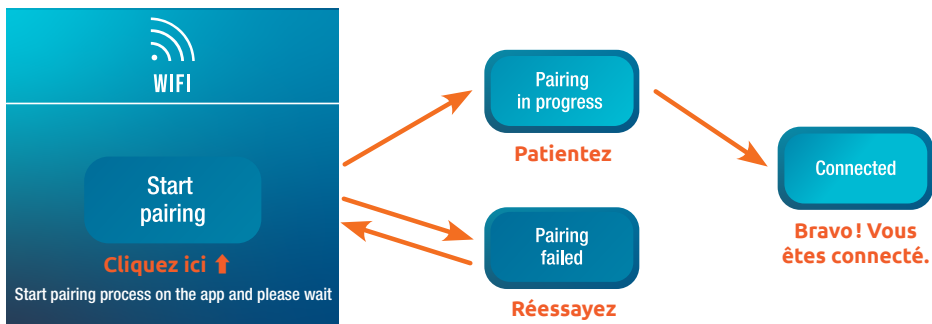 WIFI
Start
pairing
Cliquez ici ⬆
Start pairing process on the app and please wait
Pairing
in progress
Patientez
Pairing
failed
Réessayez
Connected
Bravo ! Vous
êtes connecté.